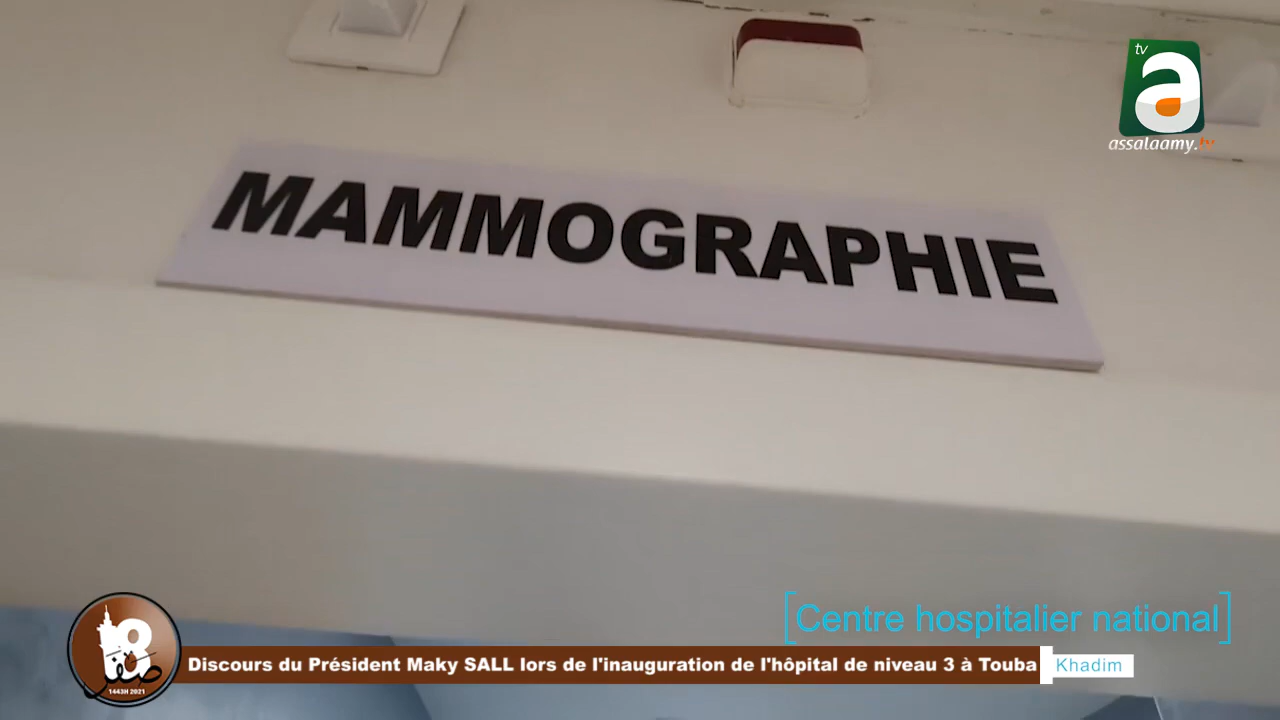 tv
a
assalaamy.tv
MAMMOGRAPHIE
[Centre hospitalier national]
Discours du Président Maky SALL lors de l'inauguration de l'hôpital de niveau 3 à Touba
Khadim
18
1443H 2021